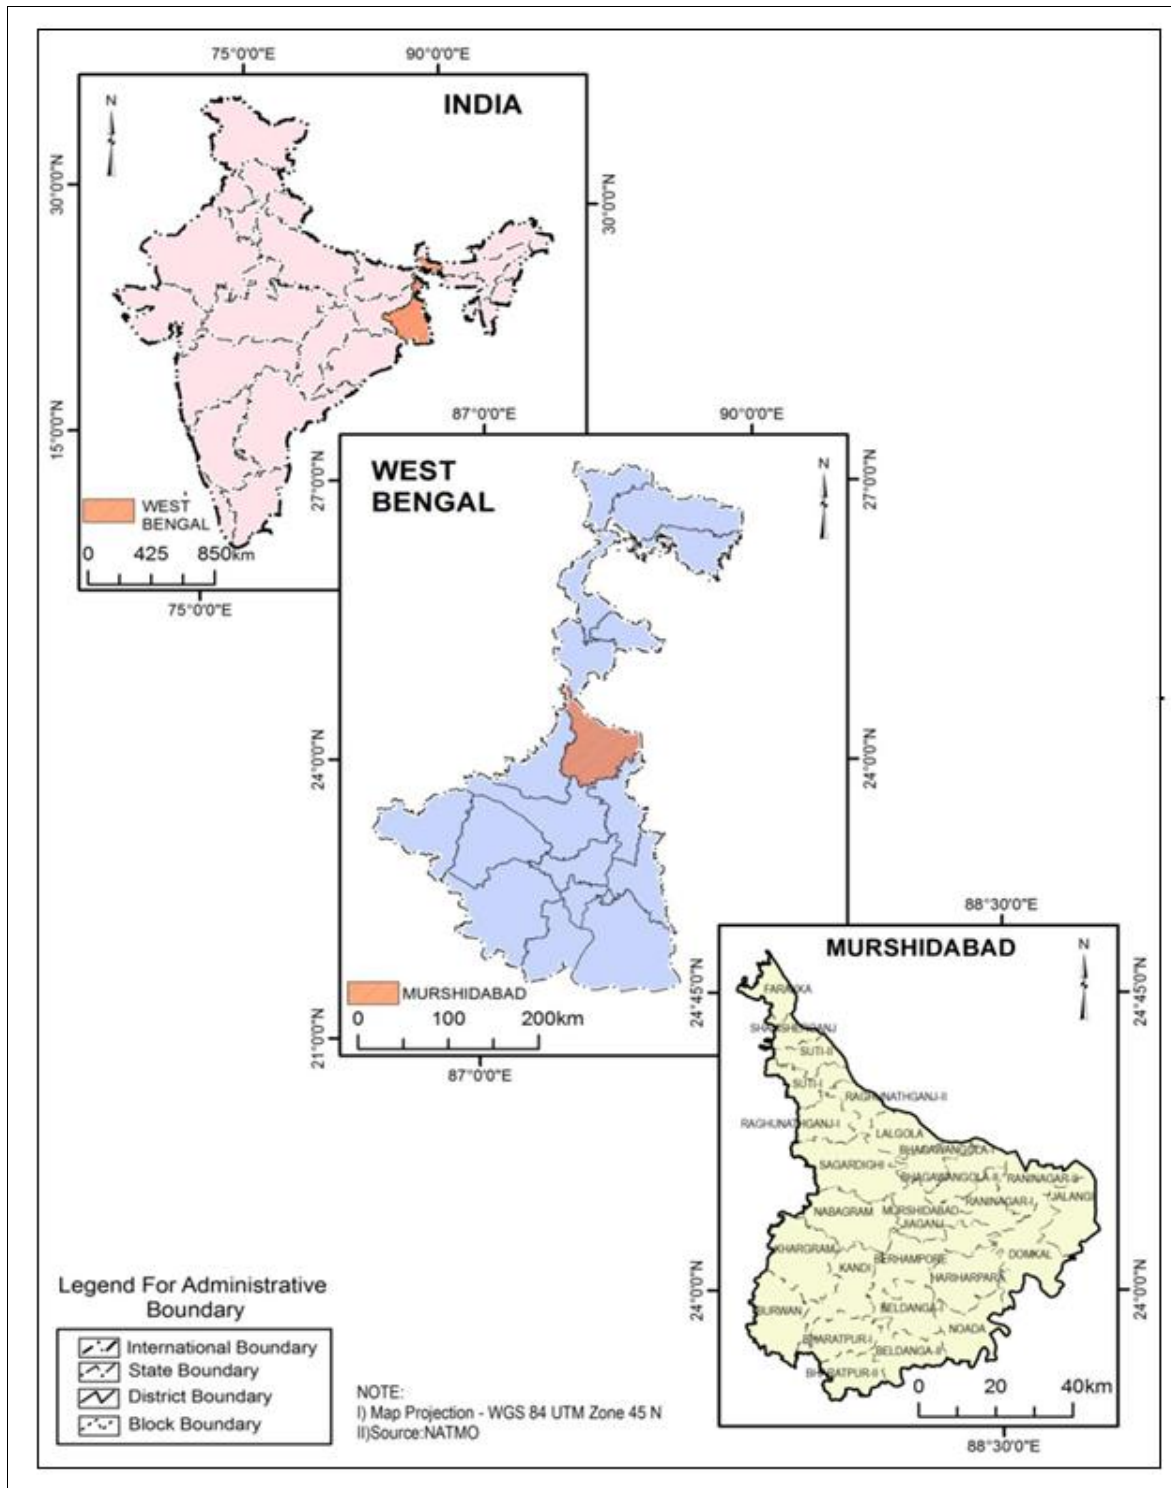 75°0'0"E 90°0'0"E
N
INDIA
30°0'0"N
30°0'0"N
15°0'0"N
WEST
BENGAL
0 425 850km
75°0'0"E
87°0'0"E 90°0'0"E
WEST
BENGAL
N
27°0'0"N
27°0'0"N
24°0'0"N
24°0'0"N
MURSHIDABAD
0 100 200km
21°0'0"N
87°0'0"E
88°30'0"E
MURSHIDABAD
N
24°45'0"N
24°45'0"N
FARAKKA
SHAMSHERGANJ
SUTI-II
SUTI-I
RAGHUNATHGANJ-II
RAGHUNATHGANJ-I
LALGOLA
BHAGAWANGOLA-I
SAGARDIGHI
BHAGAWANGOLA-II
RANINAGAR-II
RANINAGAR-I
JALANGI
NABAGRAM
MURSHIDABAD
JIAGANJ
KHARGRAM
BERHAMPORE
DOMKAL
KANDI
HARIHARPARA
24°0'0"N
24°0'0"N
BURWAN
BELDANGA-I
NOADA
BHARATPUR-I
BELDANGA-II
BHARATPUR-II
0 20 40km
88°30'0"E
Legend For Administrative
Boundary
International Boundary
State Boundary
District Boundary
Block Boundary
NOTE:
I) Map Projection - WGS 84 UTM Zone 45 N
II)Source:NATMO